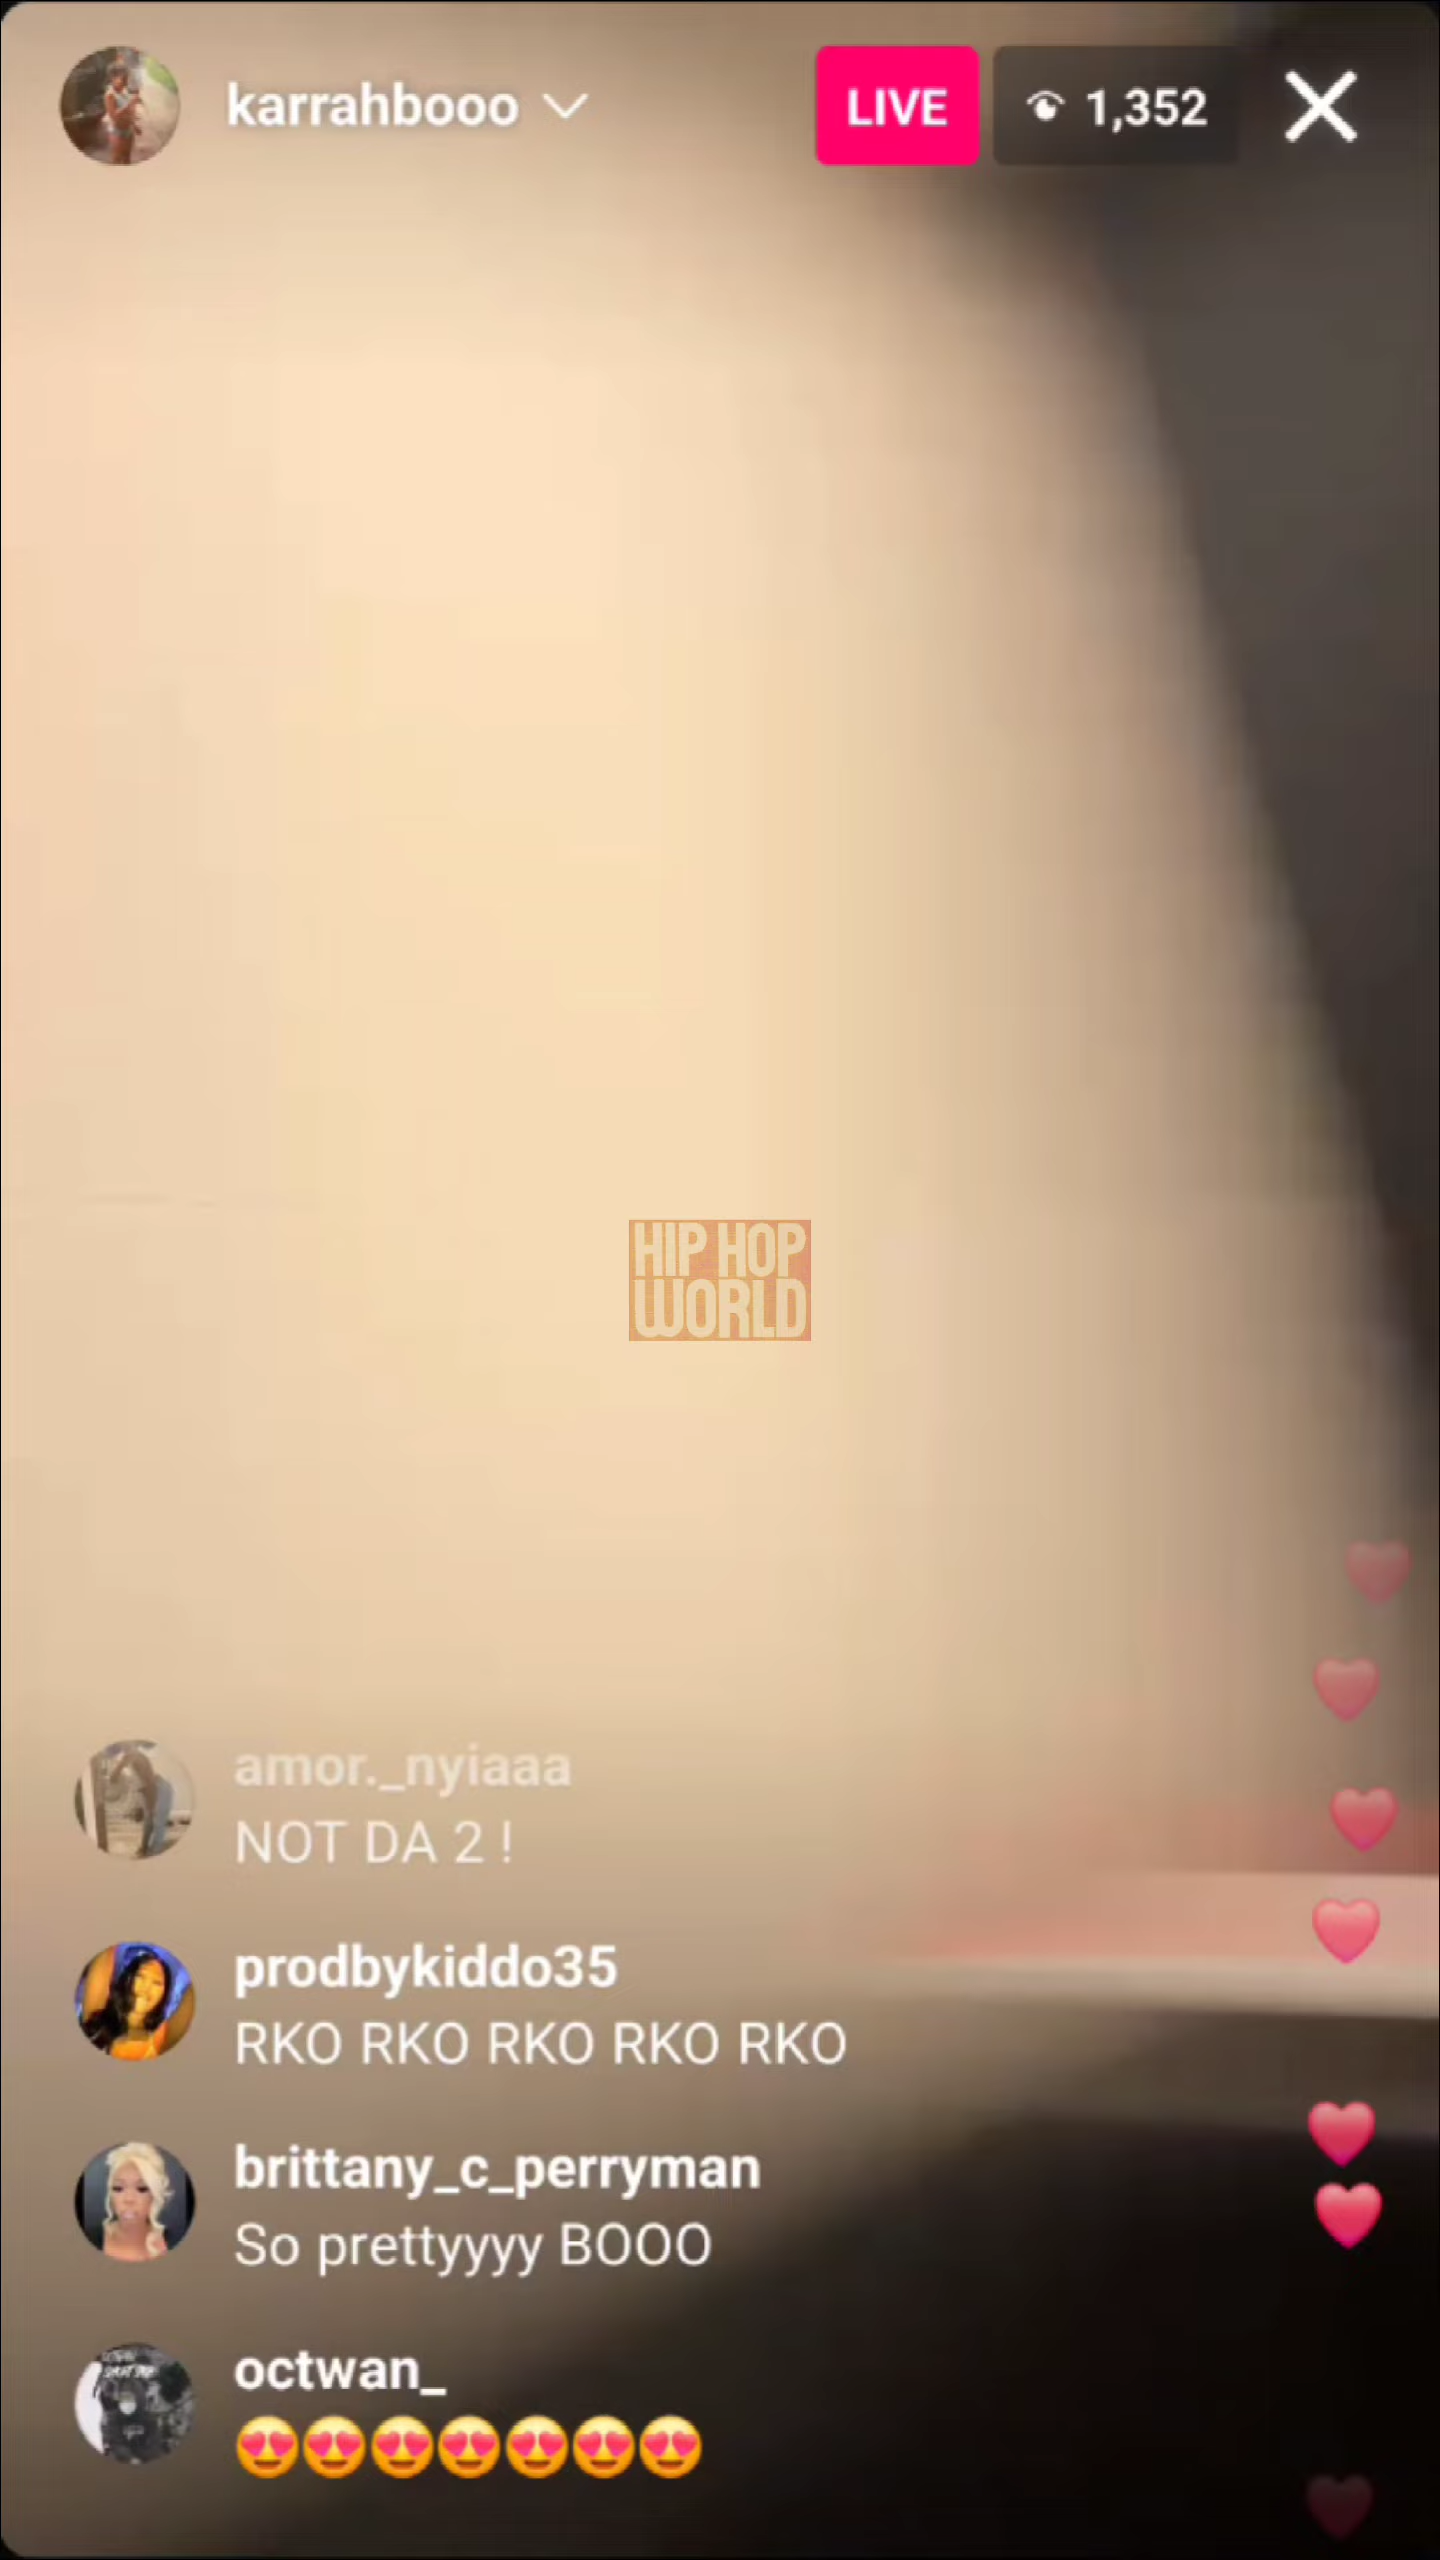 karrahbooo
LIVE
1,352
HIP HOP
WORLD
amor._nyiaaa
NOT DA 2 !
prodbykiddo35
RKO RKO RKO RKO RKO
brittany_c_perryman
So prettyyyy BOOO
octwan_
😍😍😍😍😍😍😍